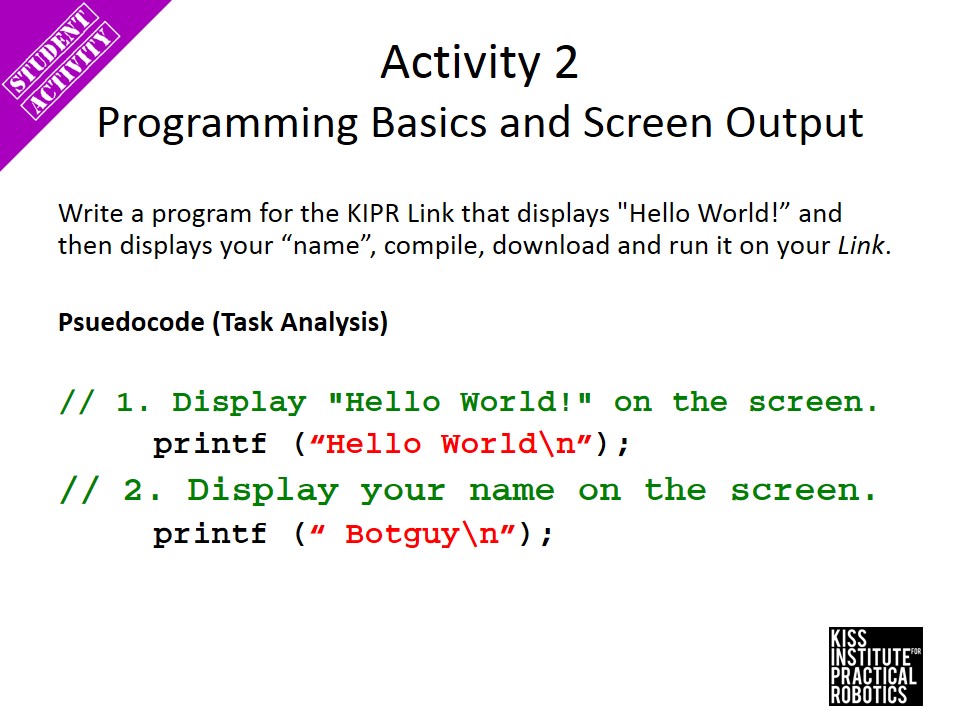 STUDENT
ACTIVITY
Activity 2
Programming Basics and Screen Output
Write a program for the KIPR Link that displays "Hello World!” and
then displays your “name”, compile, download and run it on your Link.
Psuedocode (Task Analysis)
// 1. Display "Hello World!" on the screen.
printf (“Hello World\n”);
// 2. Display your name on the screen.
printf (“ Botguy\n”);
KISS
INSTITUTE FOR
PRACTICAL
ROBOTICS